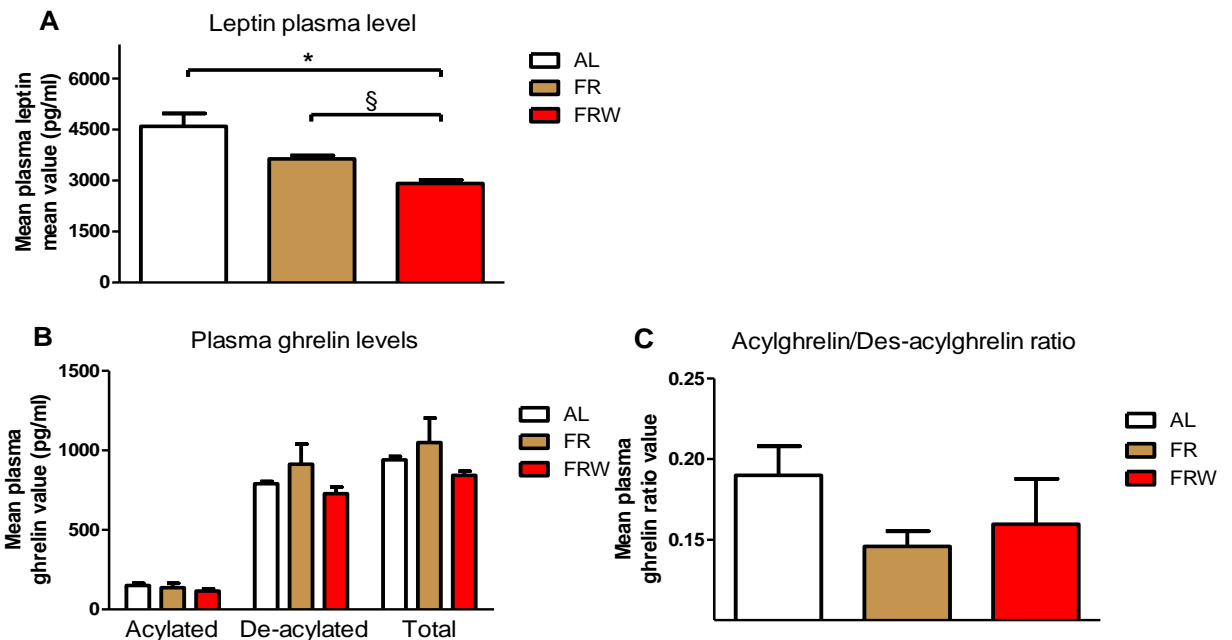 A
Leptin plasma level
Mean plasma leptin
mean value (pg/ml)
6000
4500
3000
1500
0
*
§
AL
FR
FRW
B
Plasma ghrelin levels
Mean plasma
ghrelin value (pg/ml)
1500
1000
500
0
Acylated
De-acylated
Total
AL
FR
FRW
C
Acylghrelin/Des-acylghrelin ratio
Mean plasma
ghrelin ratio value
0.25
0.20
0.15
AL
FR
FRW